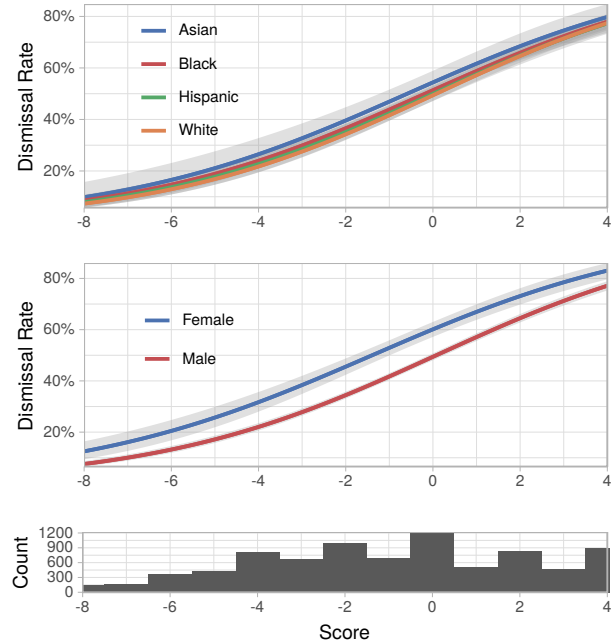 Dismissal Rate
80%
60%
40%
20%
Asian
Black
Hispanic
White
-8 -6 -4 -2 0 2 4
Dismissal Rate
80%
60%
40%
20%
Female
Male
-8 -6 -4 -2 0 2 4
Count
1200
900
600
300
0
-8 -6 -4 -2 0 2 4
Score